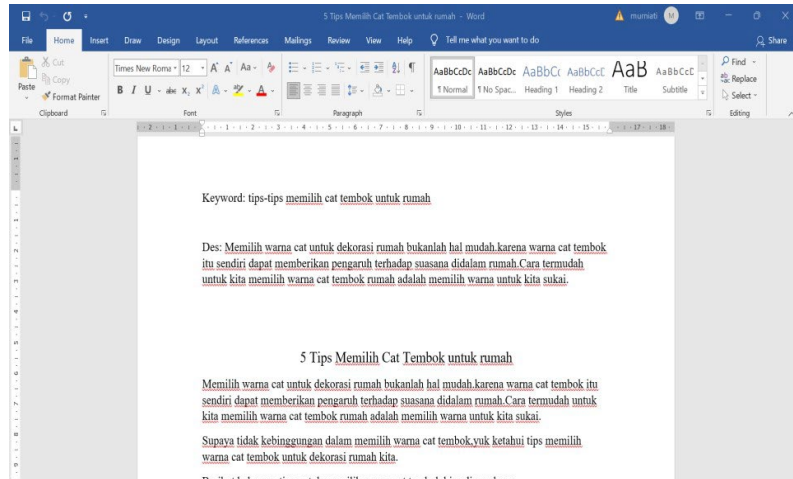 5 Tips Memilih Cat Tembok untuk rumah - Word
murniati M
File Home Insert Draw Design Layout References Mailings Review View Help Tell me what you want to do Share
Paste
Cut
Copy
Format Painter
Clipboard
Times New Roma 12
Font
Paragraph
AaBbCcDc AaBbCcDc AaBbCc AaBbCcC AaB AaBbCcC
¶ Normal ¶ No Spac... Heading 1 Heading 2 Title Subtitle
Styles
Find
Replace
Select
Editing
Keyword: tips-tips memilih cat tembok untuk rumah
Des: Memilih warna cat untuk dekorasi rumah bukanlah hal mudah.karena warna cat tembok
itu sendiri dapat memberikan pengaruh terhadap suasana didalam rumah.Cara termudah
untuk kita memilih warna cat tembok rumah adalah memilih warna untuk kita sukai.
5 Tips Memilih Cat Tembok untuk rumah
Memilih warna cat untuk dekorasi rumah bukanlah hal mudah.karena warna cat tembok itu
sendiri dapat memberikan pengaruh terhadap suasana didalam rumah.Cara termudah untuk
kita memilih warna cat tembok rumah adalah memilih warna untuk kita sukai.
Supaya tidak kebinggungan dalam memilih warna cat tembok,yuk ketahui tips memilih
warna cat tembok untuk dekorasi rumah kita.